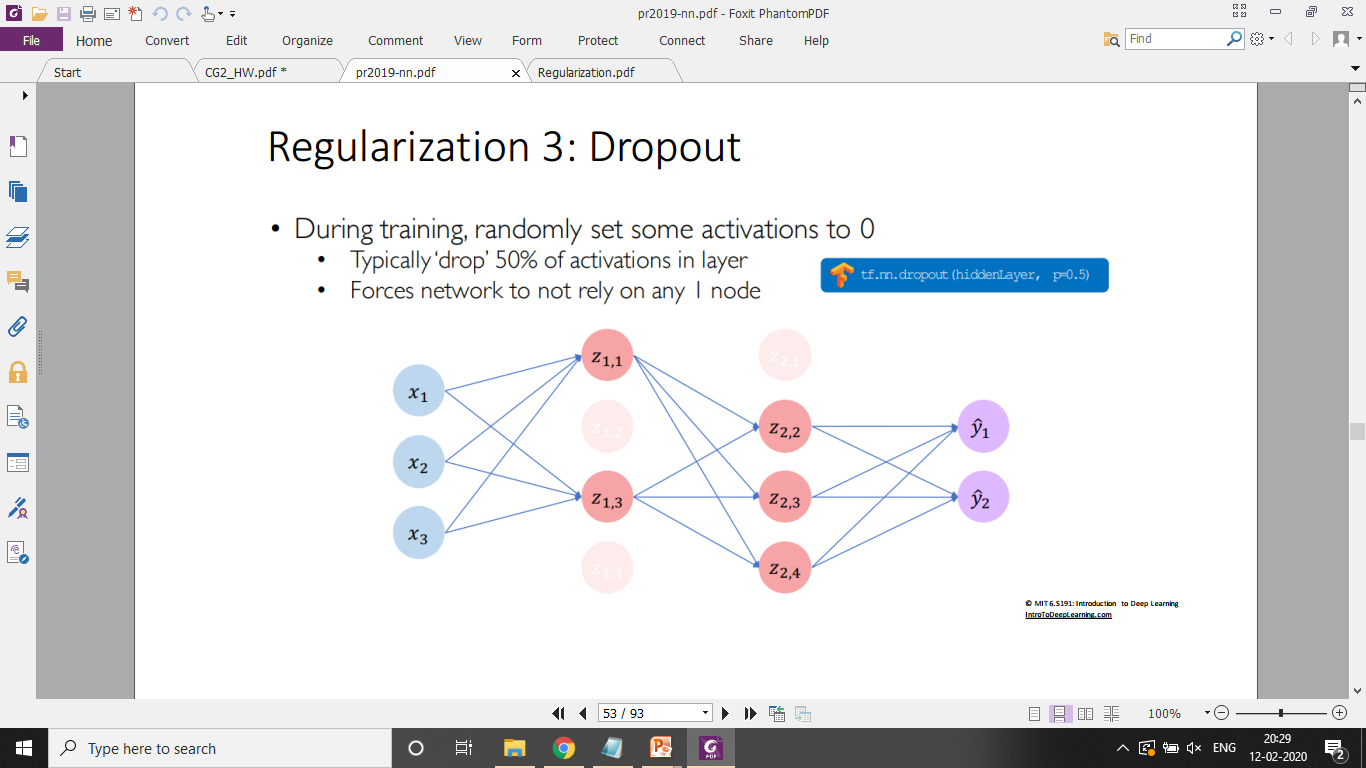 pr2019-nn.pdf - Foxit PhantomPDF
File Home Convert Edit Organize Comment View Form Protect Connect Share Help Find
Start CG2_HW.pdf * pr2019-nn.pdf Regularization.pdf
Regularization 3: Dropout
• During training, randomly set some activations to 0
• Typically ‘drop’ 50% of activations in layer
• Forces network to not rely on any 1 node
tf.nn.dropout(hiddenLayer, p=0.5)
x₁
x₂
x₃
z₁,₁
z₁,₂
z₁,₃
z₁,₄
z₂,₁
z₂,₂
z₂,₃
z₂,₄
ŷ₁
ŷ₂
© MIT 6.S191: Introduction to Deep Learning
IntroToDeepLearning.com
53 / 93
100%
Type here to search
ENG
20:29
12-02-2020
2